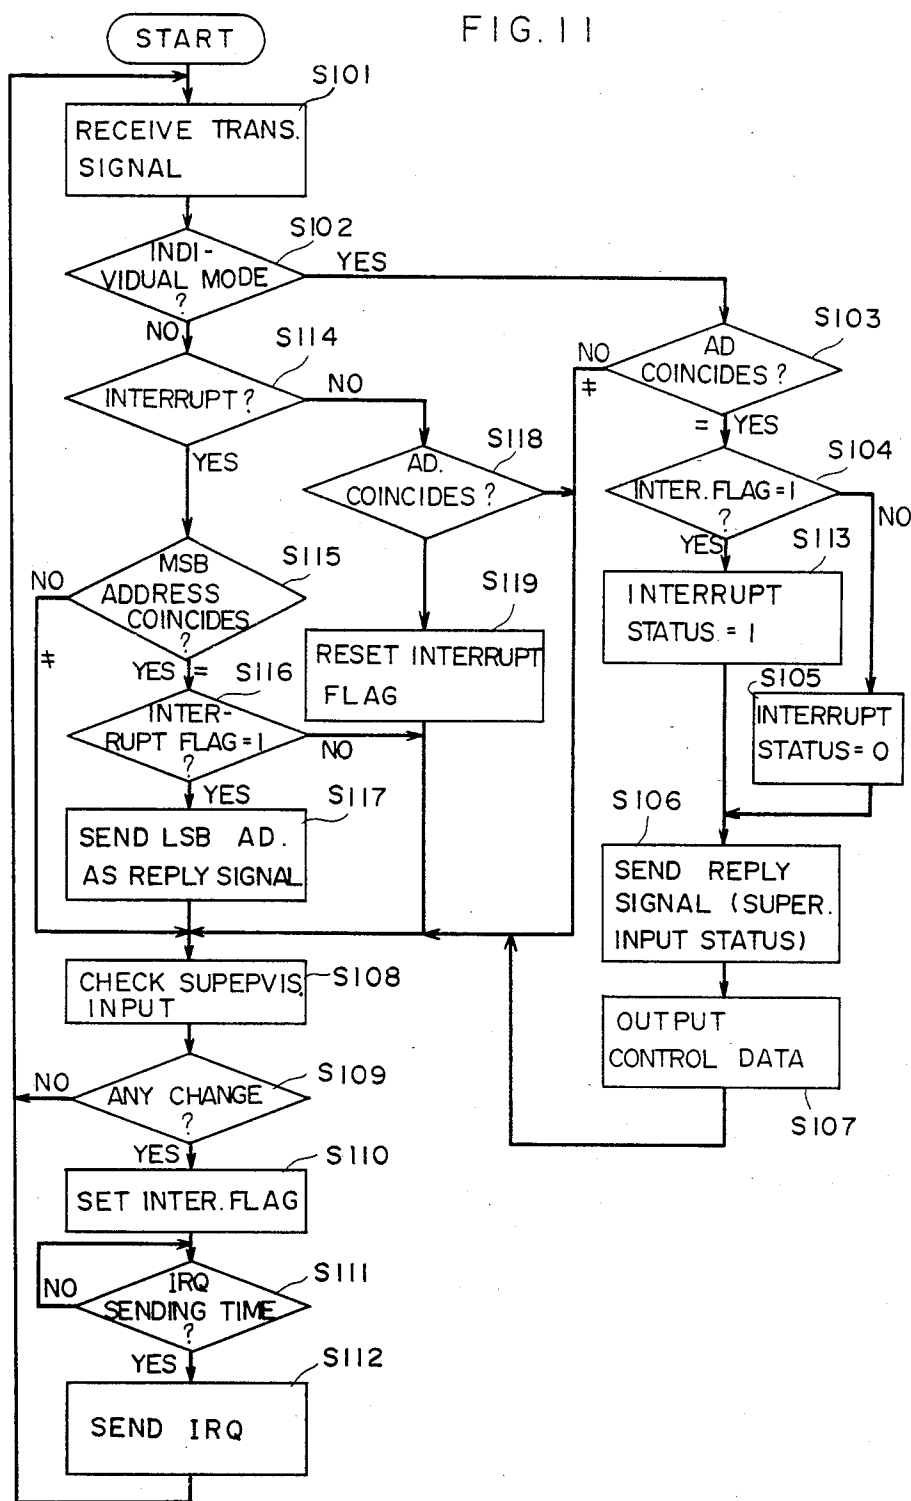 FIG. 11
START
S101
RECEIVE TRANS.
SIGNAL
S102
INDI-
VIDUAL MODE
?
YES
NO
S103
AD
COINCIDES?
NO
≠
= YES
S114
INTERRUPT?
NO
YES
S118
AD.
COINCIDES?
S104
INTER.FLAG=1
?
NO
YES
S113
INTERRUPT
STATUS = 1
S115
MSB
ADDRESS
COINCIDES
?
NO
≠
YES =
S119
RESET INTERRUPT
FLAG
S105
INTERRUPT
STATUS=0
S116
INTER-
RUPT FLAG=1
?
NO
YES
S117
SEND LSB AD.
AS REPLY SIGNAL
S106
SEND REPLY
SIGNAL (SUPER.
INPUT STATUS)
S108
CHECK SUPEPVIS.
INPUT
OUTPUT
CONTROL DATA
S107
S109
ANY CHANGE
?
NO
YES
S110
SET INTER.FLAG
S111
IRQ
SENDING TIME
?
NO
YES
S112
SEND IRQ